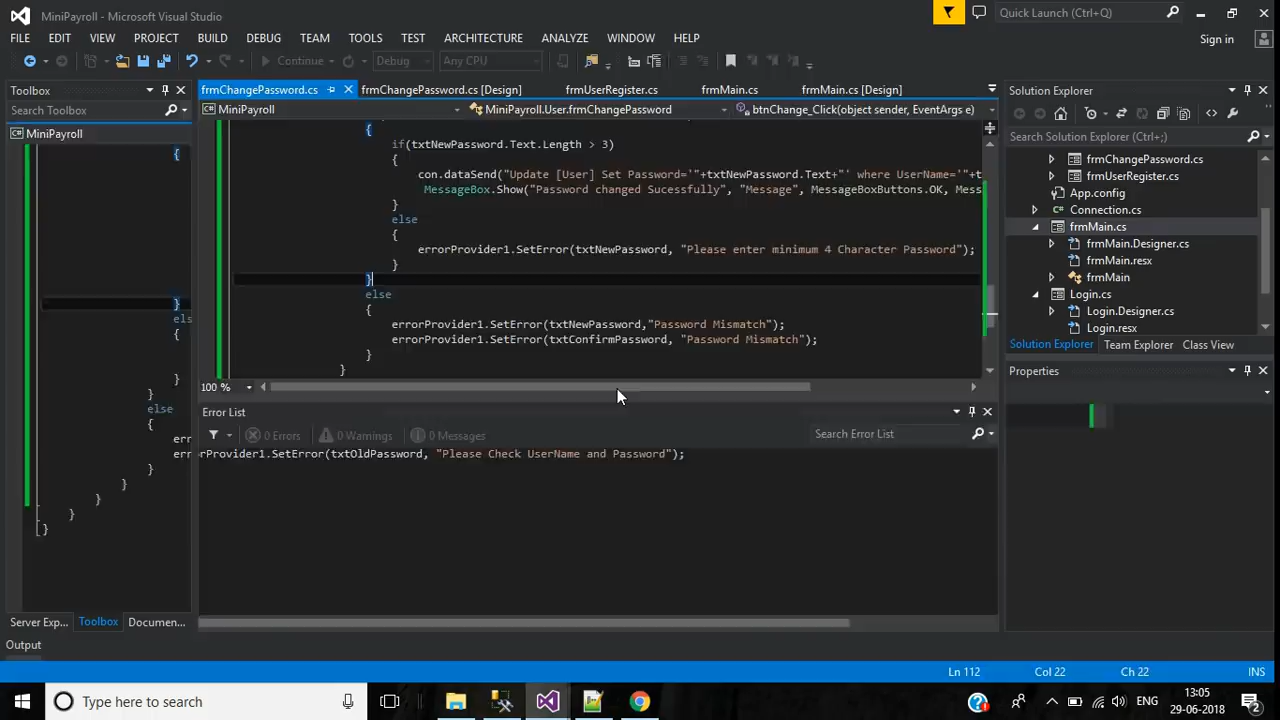 MiniPayroll - Microsoft Visual Studio
Quick Launch (Ctrl+Q)
FILE EDIT VIEW PROJECT BUILD DEBUG TEAM TOOLS TEST ARCHITECTURE ANALYZE WINDOW HELP
Sign in
Continue Debug Any CPU
Toolbox
Search Toolbox
MiniPayroll
{
}
els
{
}
}
else
{
err
err
}
}
}
}
}
frmChangePassword.cs frmChangePassword.cs [Design] frmUserRegister.cs frmMain.cs frmMain.cs [Design]
MiniPayroll MiniPayroll.User.frmChangePassword btnChange_Click(object sender, EventArgs e)
{
if(txtNewPassword.Text.Length > 3)
{
con.dataSend("Update [User] Set Password='"+txtNewPassword.Text+"' where UserName='"+t
MessageBox.Show("Password changed Sucessfully", "Message", MessageBoxButtons.OK, Mess
}
else
{
errorProvider1.SetError(txtNewPassword, "Please enter minimum 4 Character Password");
}
}
else
{
errorProvider1.SetError(txtNewPassword,"Password Mismatch");
errorProvider1.SetError(txtConfirmPassword, "Password Mismatch");
}
}
100 %
Error List
0 Errors 0 Warnings 0 Messages Search Error List
orProvider1.SetError(txtOldPassword, "Please Check UserName and Password");
Solution Explorer
Search Solution Explorer (Ctrl+;)
frmChangePassword.cs
frmUserRegister.cs
App.config
Connection.cs
frmMain.cs
frmMain.Designer.cs
frmMain.resx
frmMain
Login.cs
Login.Designer.cs
Login.resx
Solution Explorer Team Explorer Class View
Properties
Server Exp... Toolbox Documen...
Output
Ln 112 Col 22 Ch 22 INS
Type here to search
ENG
13:05
29-06-2018
2